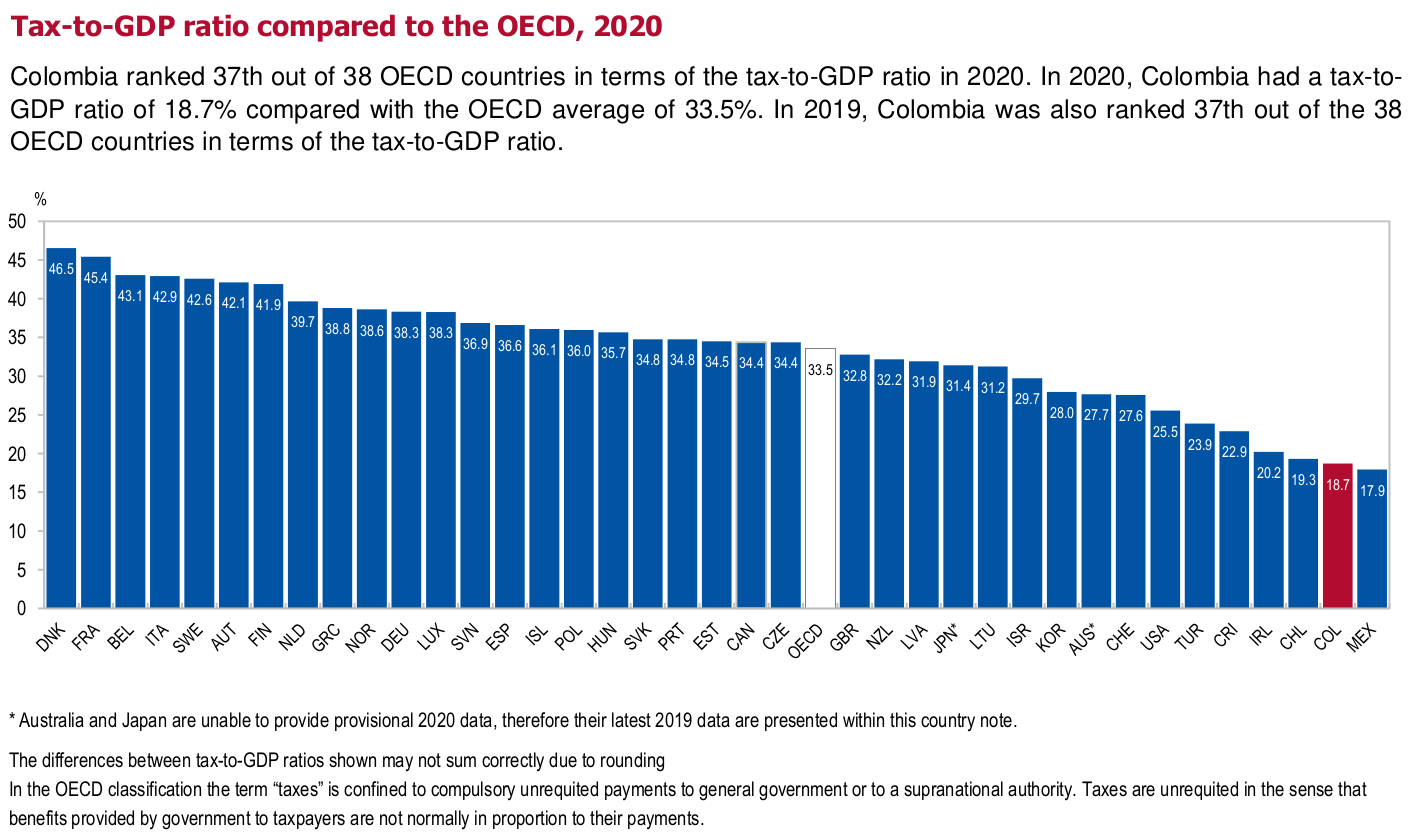 Tax-to-GDP ratio compared to the OECD, 2020
Colombia ranked 37th out of 38 OECD countries in terms of the tax-to-GDP ratio in 2020. In 2020, Colombia had a tax-to-
GDP ratio of 18.7% compared with the OECD average of 33.5%. In 2019, Colombia was also ranked 37th out of the 38
OECD countries in terms of the tax-to-GDP ratio.
%
50
45
40
35
30
25
20
15
10
5
0
46.5 45.4 43.1 42.9 42.6 42.1 41.9 39.7 38.8 38.6 38.3 38.3 36.9 36.6 36.1 36.0 35.7 34.8 34.8 34.5 34.4 34.4 33.5 32.8 32.2 31.9 31.4 31.2 29.7 28.0 27.7 27.6 25.5 23.9 22.9 20.2 19.3 18.7 17.9
DNK FRA BEL ITA SWE AUT FIN NLD GRC NOR DEU LUX SVN ESP ISL POL HUN SVK PRT EST CAN CZE OECD GBR NZL LVA JPN* LTU ISR KOR AUS* CHE USA TUR CRI IRL CHL COL MEX
* Australia and Japan are unable to provide provisional 2020 data, therefore their latest 2019 data are presented within this country note.
The differences between tax-to-GDP ratios shown may not sum correctly due to rounding
In the OECD classification the term “taxes” is confined to compulsory unrequited payments to general government or to a supranational authority. Taxes are unrequited in the sense that
benefits provided by government to taxpayers are not normally in proportion to their payments.